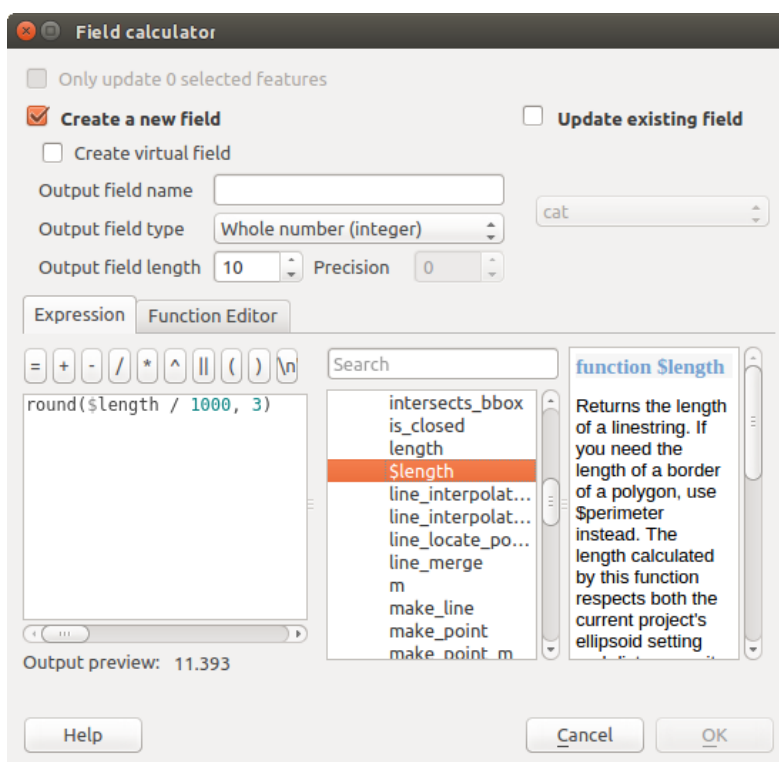 Field calculator
Only update 0 selected features
Create a new field
Update existing field
Create virtual field
Output field name
cat
Output field type
Whole number (integer)
Output field length
10
Precision
0
Expression
Function Editor
= + - / * ^ || ( ) \n
Search
round($length / 1000, 3)
intersects_bbox
is_closed
length
$length
line_interpolat...
line_interpolat...
line_locate_po...
line_merge
m
make_line
make_point
make_point_m
function $length
Returns the length
of a linestring. If
you need the
length of a border
of a polygon, use
$perimeter
instead. The
length calculated
by this function
respects both the
current project's
ellipsoid setting
Output preview: 11.393
Help
Cancel
OK